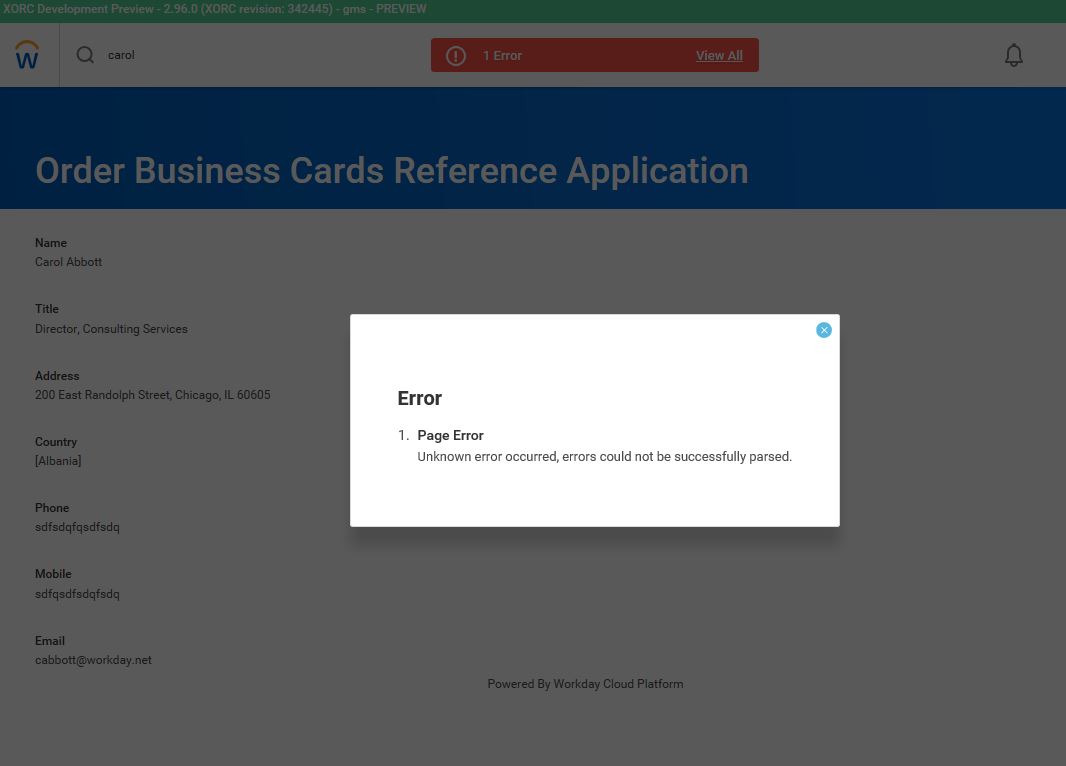 XORC Development Preview - 2.96.0 (XORC revision: 342445) - gms - PREVIEW
W carol
1 Error View All
Order Business Cards Reference Application
Name
Carol Abbott
Title
Director, Consulting Services
Address
200 East Randolph Street, Chicago, IL 60605
Country
[Albania]
Phone
sdfsdqfqsdfsdq
Mobile
sdfqsdfsdqfsdq
Email
cabbott@workday.net
Error
1. Page Error
Unknown error occurred, errors could not be successfully parsed.
Powered By Workday Cloud Platform